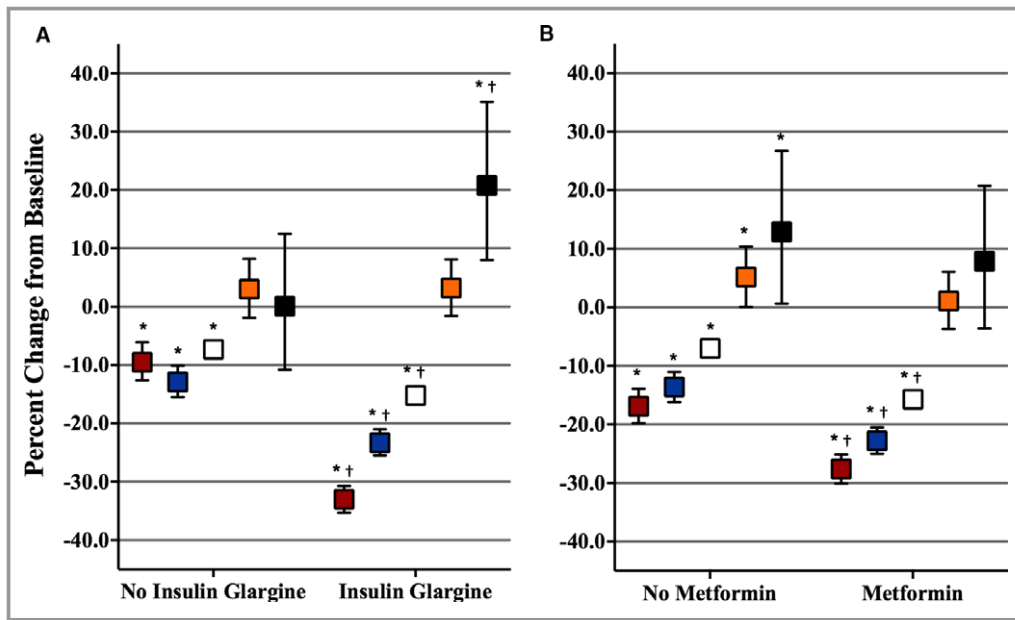 A
B
Percent Change from Baseline
40.0
30.0
20.0
10.0
0.0
-10.0
-20.0
-30.0
-40.0
* * *
* † * † * † * †
No Insulin Glargine Insulin Glargine
40.0
30.0
20.0
10.0
0.0
-10.0
-20.0
-30.0
-40.0
* * * * *
* † * † * †
No Metformin Metformin